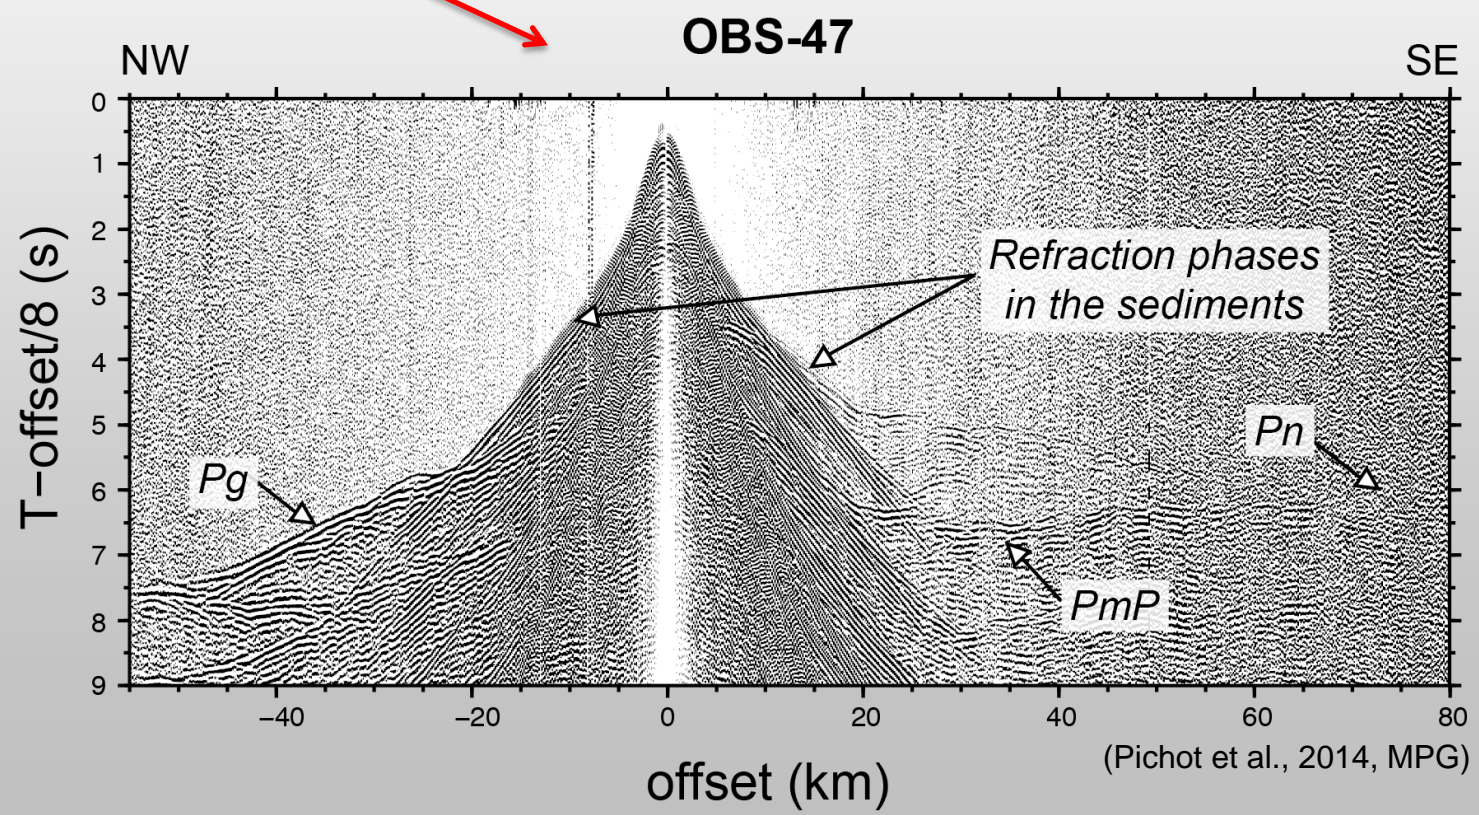 OBS-47
NW
SE
0
1
2
3
4
5
6
7
8
9
T−offset/8 (s)
Refraction phases
in the sediments
Pg
Pn
PmP
−40
−20
0
20
40
60
80
offset (km)
(Pichot et al., 2014, MPG)